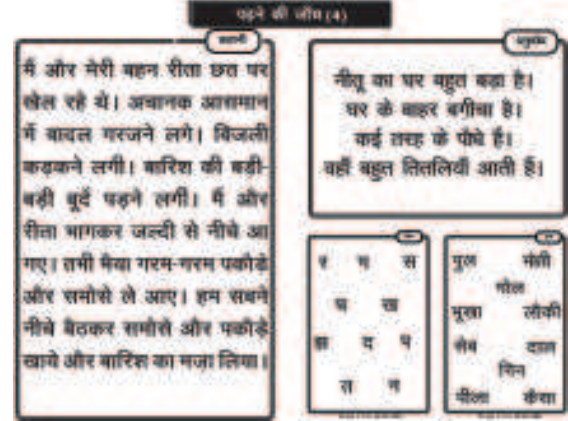 पढ़ने की जाँच (4)
कहानी
मैं और मेरी बहन रीता छत पर
खेल रहे थे। अचानक आसमान
में बादल गरजने लगे। बिजली
कड़कने लगी। बारिश की बड़ी-
बड़ी बूँदें पड़ने लगी। मैं और
रीता भागकर जल्दी से नीचे आ
गए। तभी भैया गरम-गरम पकोड़े
और समोसे ले आए। हम सबने
नीचे बैठकर समोसे और पकोड़े
खाये और बारिश का मजा लिया।
अनुच्छेद
नीतू का घर बहुत बड़ा है।
घर के बाहर बगीचा है।
कई तरह के पौधे हैं।
वहाँ बहुत तितलियाँ आती हैं।
स
ख
द
त
पुल
गोल
भूखा लौकी
सेब दाल
गिन
पीला